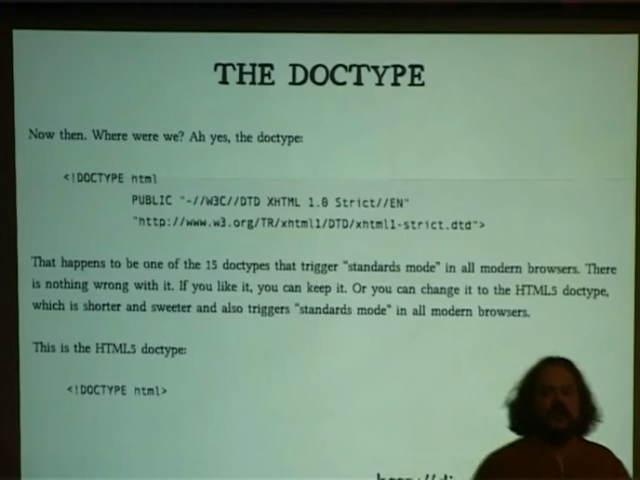 THE DOCTYPE
Now then. Where were we? Ah yes, the doctype:
<!DOCTYPE html
PUBLIC "-//W3C//DTD XHTML 1.0 Strict//EN"
"http://www.w3.org/TR/xhtml1/DTD/xhtml1-strict.dtd">
That happens to be one of the 15 doctypes that trigger "standards mode" in all modern browsers. There
is nothing wrong with it. If you like it, you can keep it. Or you can change it to the HTML5 doctype,
which is shorter and sweeter and also triggers "standards mode" in all modern browsers.
This is the HTML5 doctype:
<!DOCTYPE html>